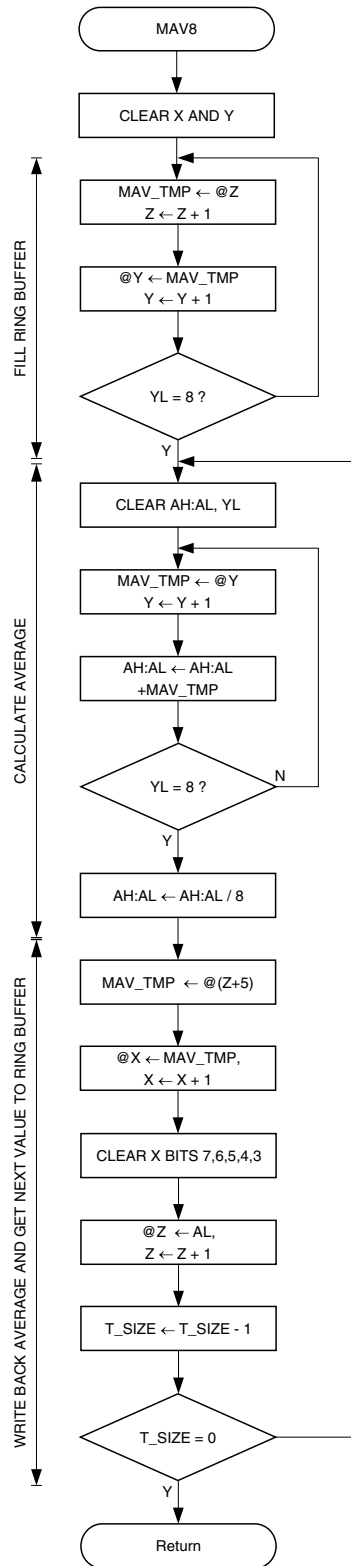 MAV8
CLEAR X AND Y
FILL RING BUFFER
MAV_TMP ← @Z
Z ← Z + 1
@Y ← MAV_TMP
Y ← Y + 1
YL = 8 ?
Y
CALCULATE AVERAGE
CLEAR AH:AL, YL
MAV_TMP ← @Y
Y ← Y + 1
AH:AL ← AH:AL
+MAV_TMP
YL = 8 ?
N
Y
AH:AL ← AH:AL / 8
WRITE BACK AVERAGE AND GET NEXT VALUE TO RING BUFFER
MAV_TMP ← @(Z+5)
@X ← MAV_TMP,
X ← X + 1
CLEAR X BITS 7,6,5,4,3
@Z ← AL,
Z ← Z + 1
T_SIZE ← T_SIZE - 1
T_SIZE = 0
Y
Return